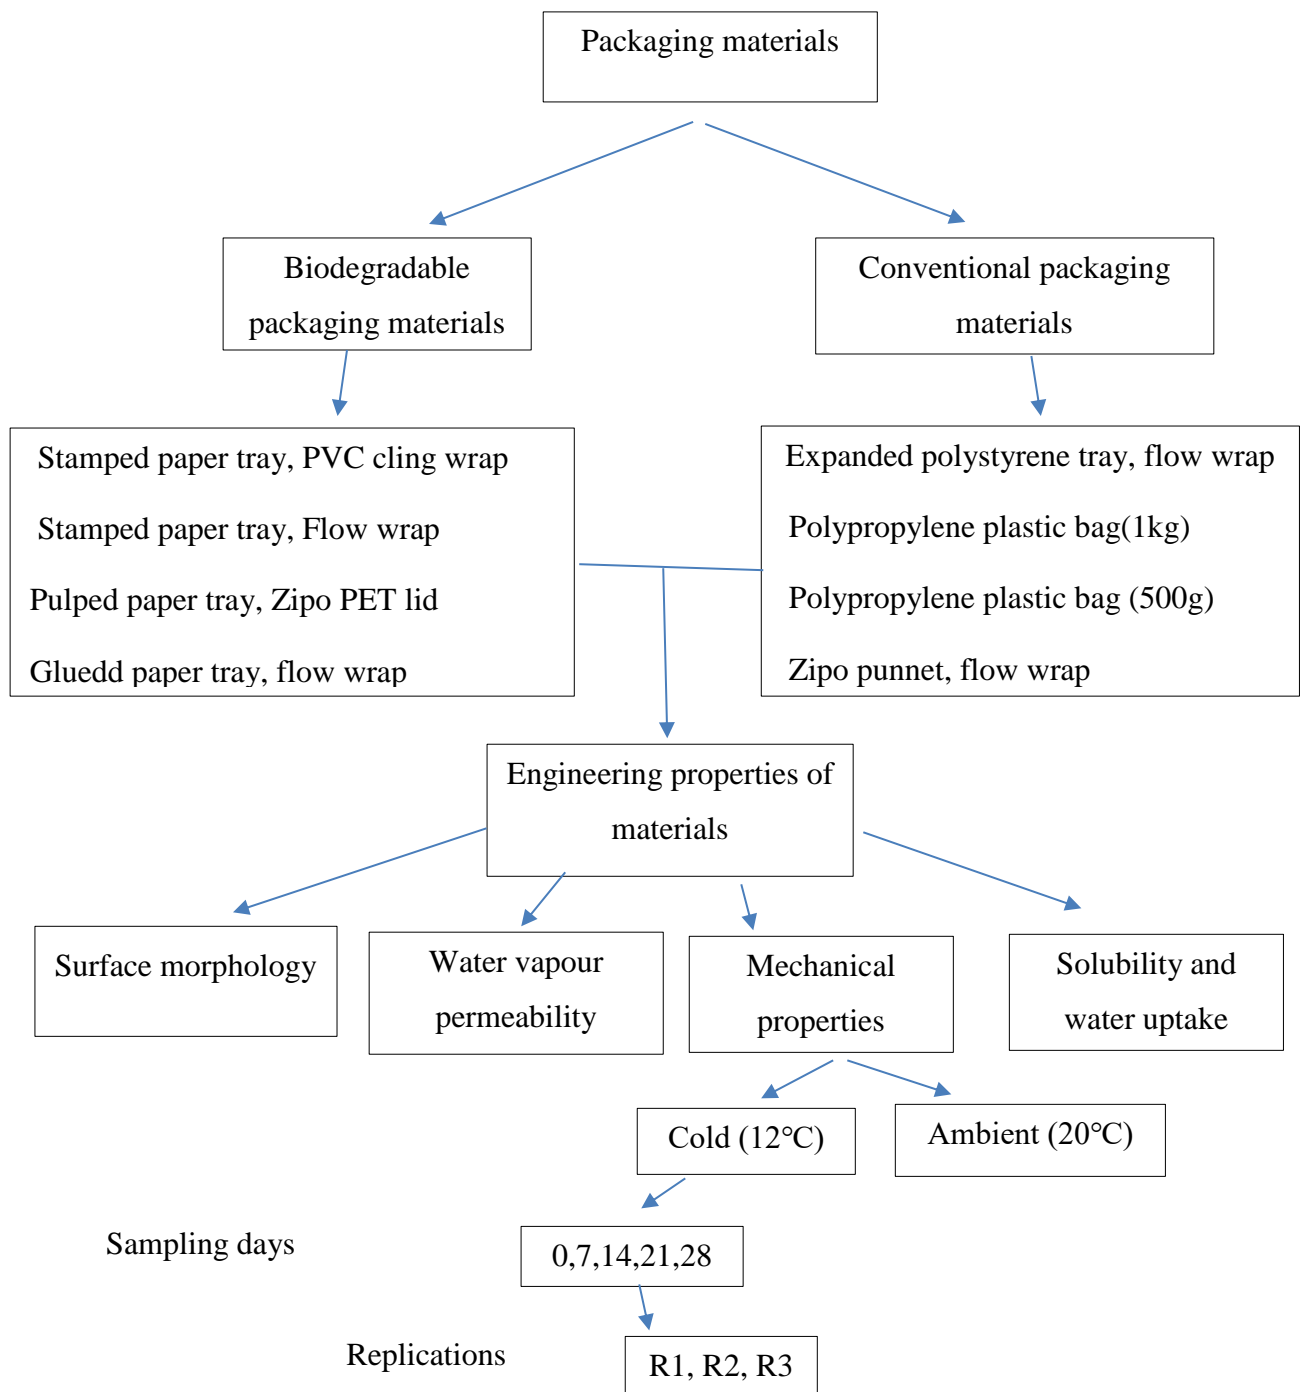 Packaging materials
Biodegradable
packaging materials
Conventional packaging
materials
Stamped paper tray, PVC cling wrap
Stamped paper tray, Flow wrap
Pulped paper tray, Zipo PET lid
Gluedd paper tray, flow wrap
Expanded polystyrene tray, flow wrap
Polypropylene plastic bag(1kg)
Polypropylene plastic bag (500g)
Zipo punnet, flow wrap
Engineering properties of
materials
Surface morphology
Water vapour
permeability
Mechanical
properties
Solubility and
water uptake
Cold (12°C)
Ambient (20°C)
Sampling days
0,7,14,21,28
Replications
R1, R2, R3